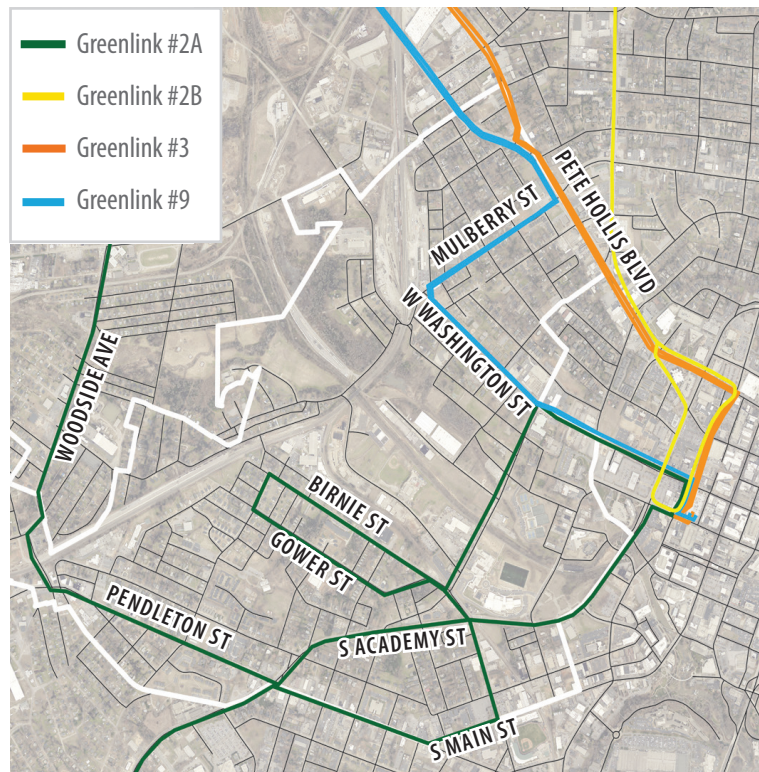 Greenlink #2A
Greenlink #2B
Greenlink #3
Greenlink #9
PETE HOLLIS BLVD
MULBERRY ST
W WASHINGTON ST
WOODSIDE AVE
BIRNIE ST
GOWER ST
PENDLETON ST
S ACADEMY ST
S MAIN ST